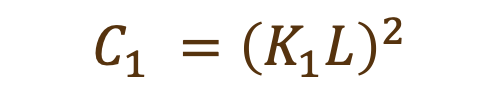 C₁ = (K₁L)²